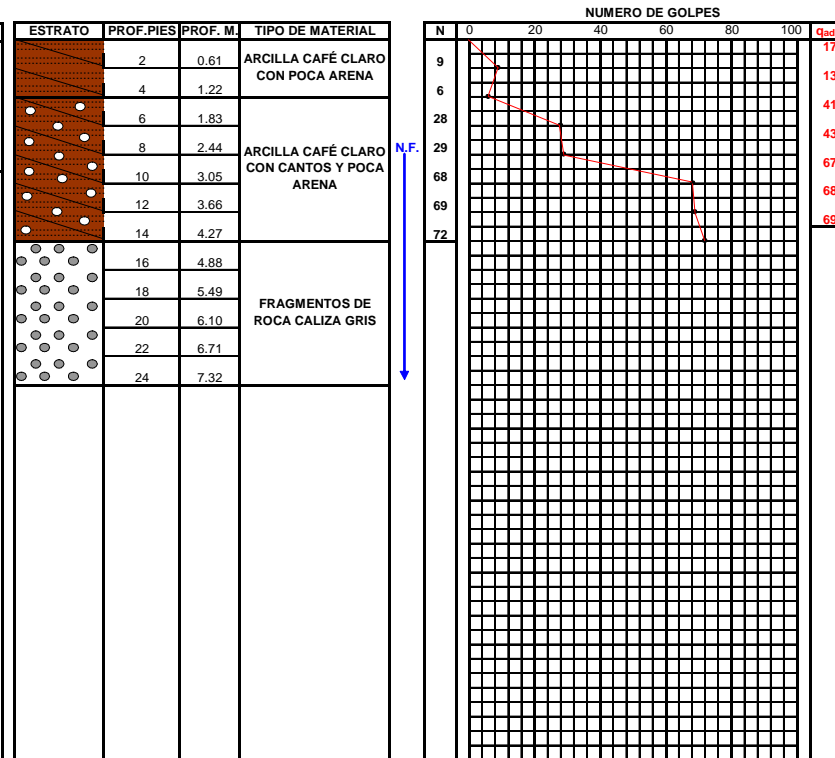 NUMERO DE GOLPES
ESTRATO PROF.PIES PROF. M. TIPO DE MATERIAL N 0 20 40 60 80 100 qad
2 0.61
4 1.22
ARCILLA CAFÉ CLARO
CON POCA ARENA
6 1.83
8 2.44
10 3.05
12 3.66
14 4.27
ARCILLA CAFÉ CLARO
CON CANTOS Y POCA
ARENA
16 4.88
18 5.49
20 6.10
22 6.71
24 7.32
FRAGMENTOS DE
ROCA CALIZA GRIS
N.F.
9
6
28
29
68
69
72
17
13
41
43
67
68
69